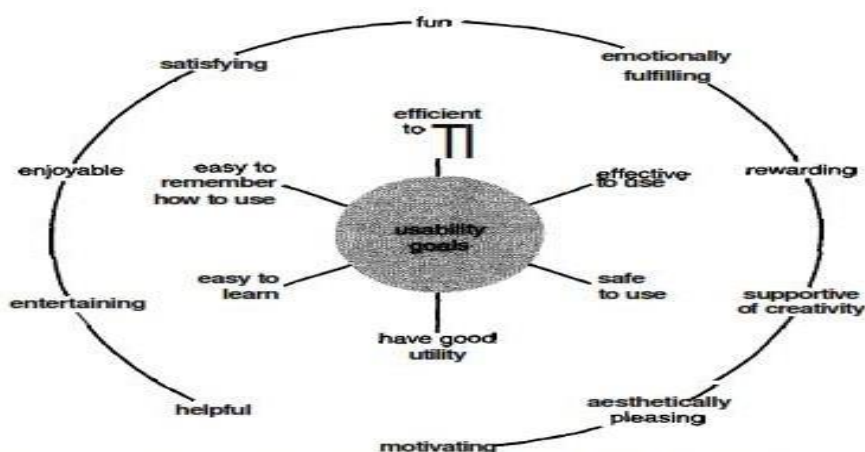 fun
satisfying
emotionally
fulfilling
efficient
to
enjoyable
easy to
remember
how to use
effective
to use
rewarding
usability
goals
easy to
learn
safe
to use
entertaining
supportive
of creativity
have good
utility
helpful
aesthetically
pleasing
motivating